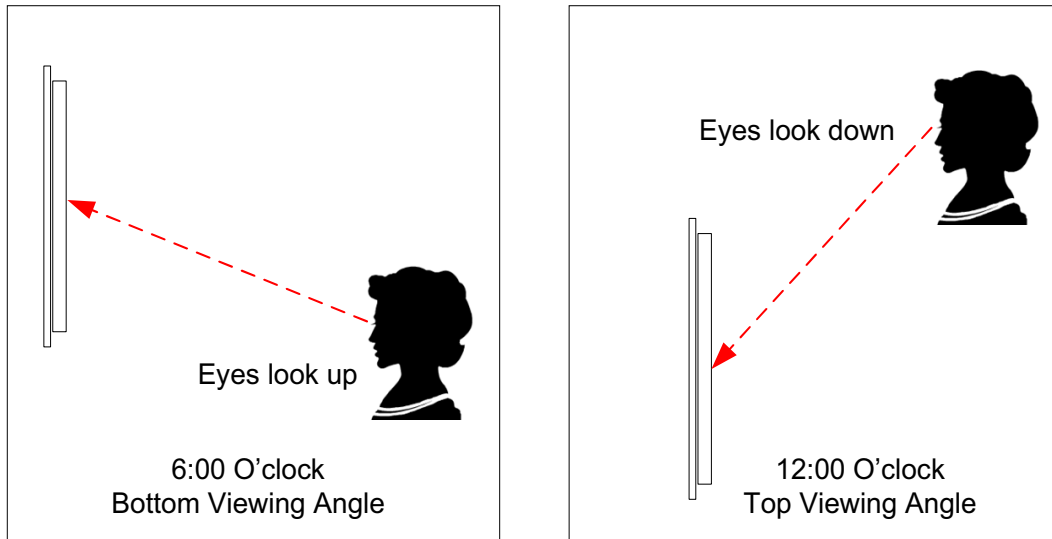 Eyes look up
6:00 O’clock
Bottom Viewing Angle
Eyes look down
12:00 O’clock
Top Viewing Angle